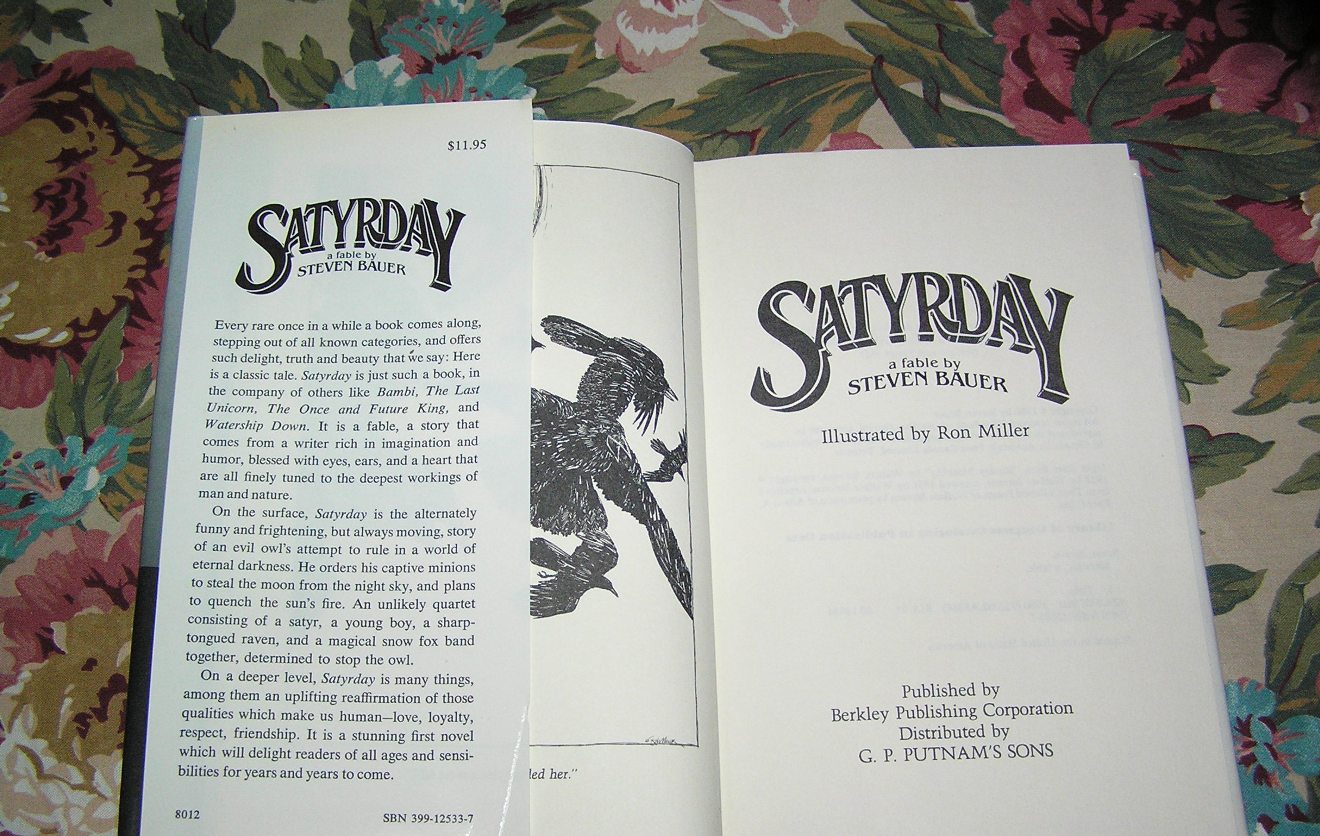 $11.95
SATYRDAY
a fable by
STEVEN BAUER
Every rare once in a while a book comes along,
stepping out of all known categories, and offers
such delight, truth and beauty that we say: Here
is a classic tale. Satyrday is just such a book, in
the company of others like Bambi, The Last
Unicorn, The Once and Future King, and
Watership Down. It is a fable, a story that
comes from a writer rich in imagination and
humor, blessed with eyes, ears, and a heart that
are all finely tuned to the deepest workings of
man and nature.
On the surface, Satyrday is the alternately
funny and frightening, but always moving, story
of an evil owl's attempt to rule in a world of
eternal darkness. He orders his captive minions
to steal the moon from the night sky, and plans
to quench the sun's fire. An unlikely quartet
consisting of a satyr, a young boy, a sharp-
tongued raven, and a magical snow fox band
together, determined to stop the owl.
On a deeper level, Satyrday is many things,
among them an uplifting reaffirmation of those
qualities which make us human—love, loyalty,
respect, friendship. It is a stunning first novel
which will delight readers of all ages and sensi-
bilities for years and years to come.
8012
SBN 399-12533-7
led her."
SATYRDAY
a fable by
STEVEN BAUER
Illustrated by Ron Miller
Published by
Berkley Publishing Corporation
Distributed by
G. P. PUTNAM'S SONS